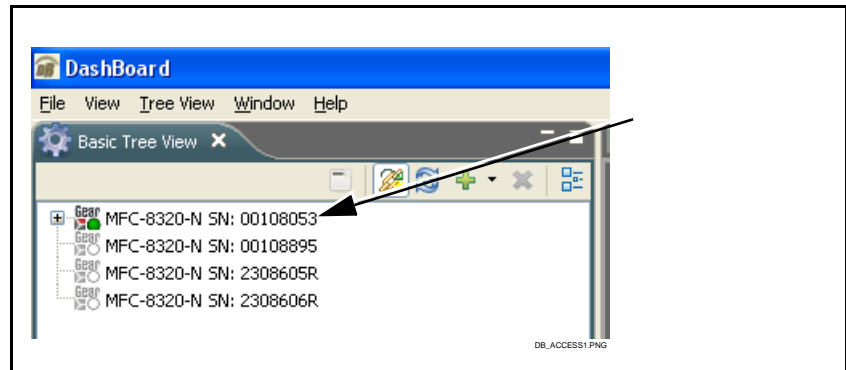 DashBoard
File View Tree View Window Help
Basic Tree View
Gear MFC-8320-N SN: 00108053
Gear MFC-8320-N SN: 00108895
Gear MFC-8320-N SN: 2308605R
Gear MFC-8320-N SN: 2308606R
DB_ACCESS1.PNG